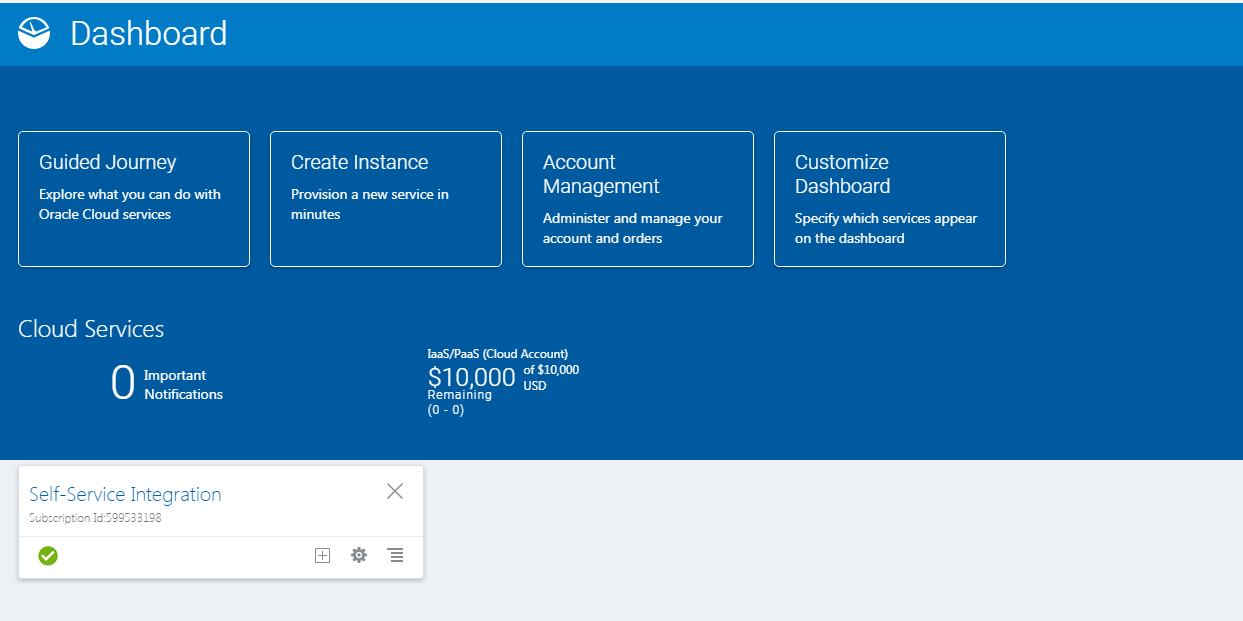 Dashboard
Guided Journey
Explore what you can do with
Oracle Cloud services
Create Instance
Provision a new service in
minutes
Account
Management
Administer and manage your
account and orders
Customize
Dashboard
Specify which services appear
on the dashboard
Cloud Services
0 Important
Notifications
IaaS/PaaS (Cloud Account)
$10,000 of $10,000
USD
Remaining
(0 - 0)
Self-Service Integration
Subscription Id:599533198